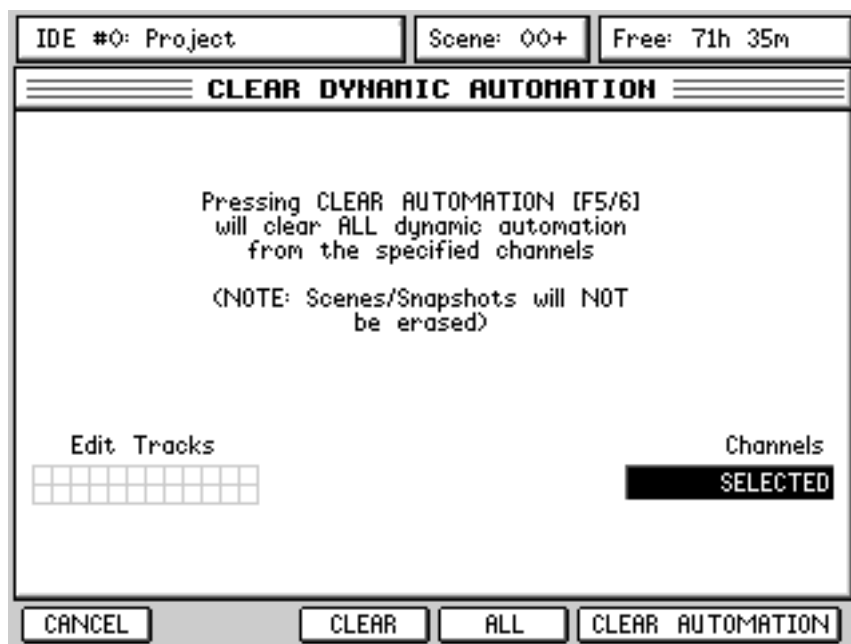 IDE #0: Project
Scene: 00+
Free: 71h 35m
CLEAR DYNAMIC AUTOMATION
Pressing CLEAR AUTOMATION [F5/6]
will clear ALL dynamic automation
from the specified channels
(NOTE: Scenes/Snapshots will NOT
be erased)
Edit Tracks
Channels
SELECTED
CANCEL
CLEAR
ALL
CLEAR AUTOMATION